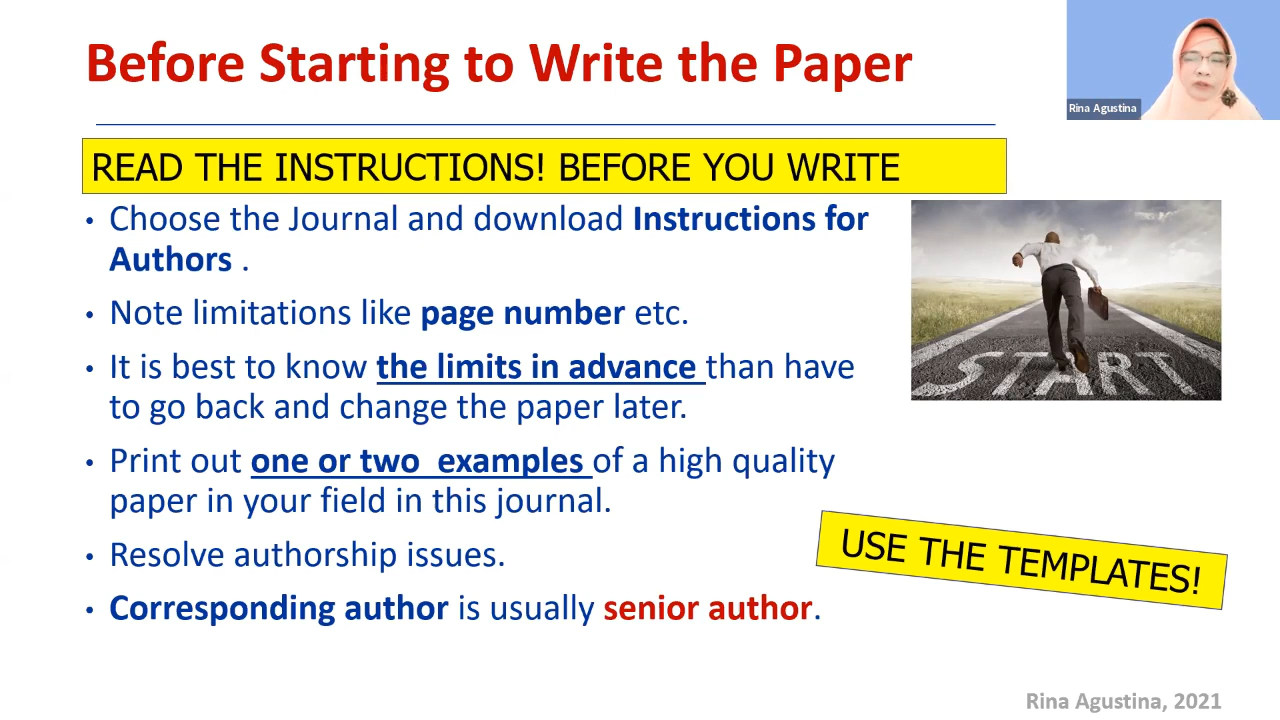 Before Starting to Write the Paper
Rina Agustina
READ THE INSTRUCTIONS! BEFORE YOU WRITE
• Choose the Journal and download Instructions for
Authors .
• Note limitations like page number etc.
• It is best to know the limits in advance than have
to go back and change the paper later.
• Print out one or two  examples of a high quality
paper in your field in this journal.
• Resolve authorship issues.
• Corresponding author is usually senior author.
START
USE THE TEMPLATES!
Rina Agustina, 2021